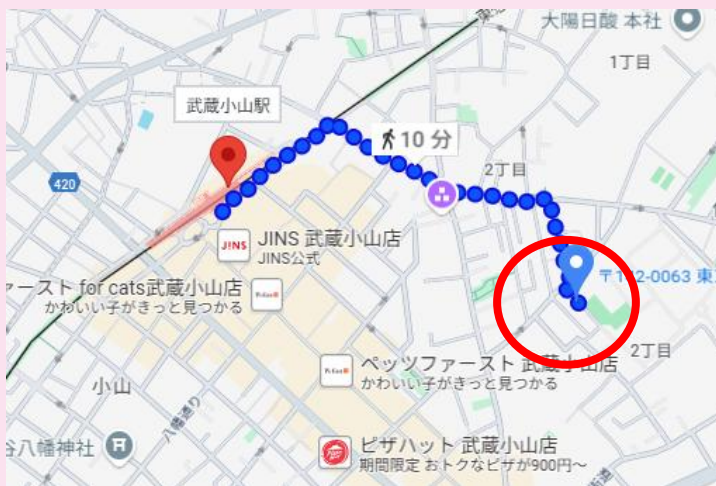 大陽日酸 本社
1丁目
武蔵小山駅
10 分
2丁目
420
JINS
JINS 武蔵小山店
JINS公式
〒142-0063 東
ァースト for cats武蔵小山店
かわいい子がきっと見つかる
2丁目
ペッツファースト 武蔵小山店
かわいい子がきっと見つかる
小山
八幡通り
谷八幡神社
ピザハット 武蔵小山店
期間限定 おトクなピザが900円〜